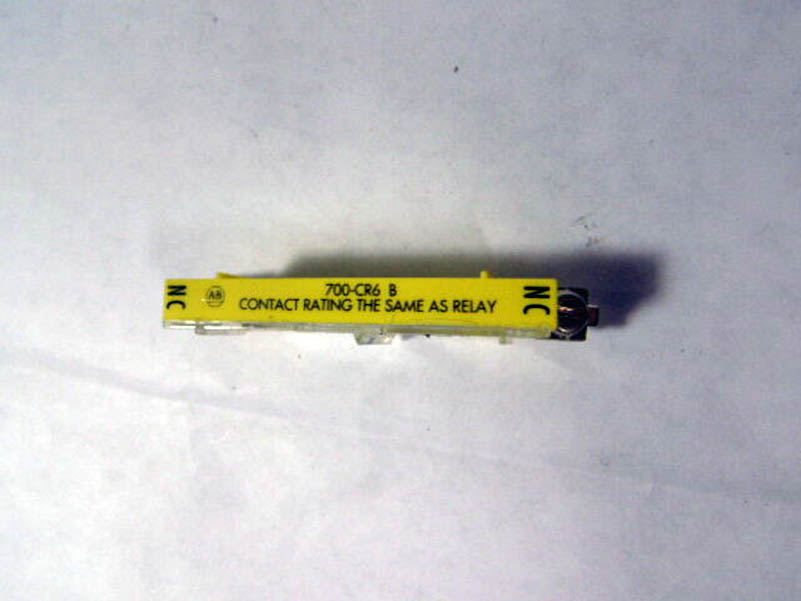 NC
AB
700-CR6 B
CONTACT RATING THE SAME AS RELAY
NC